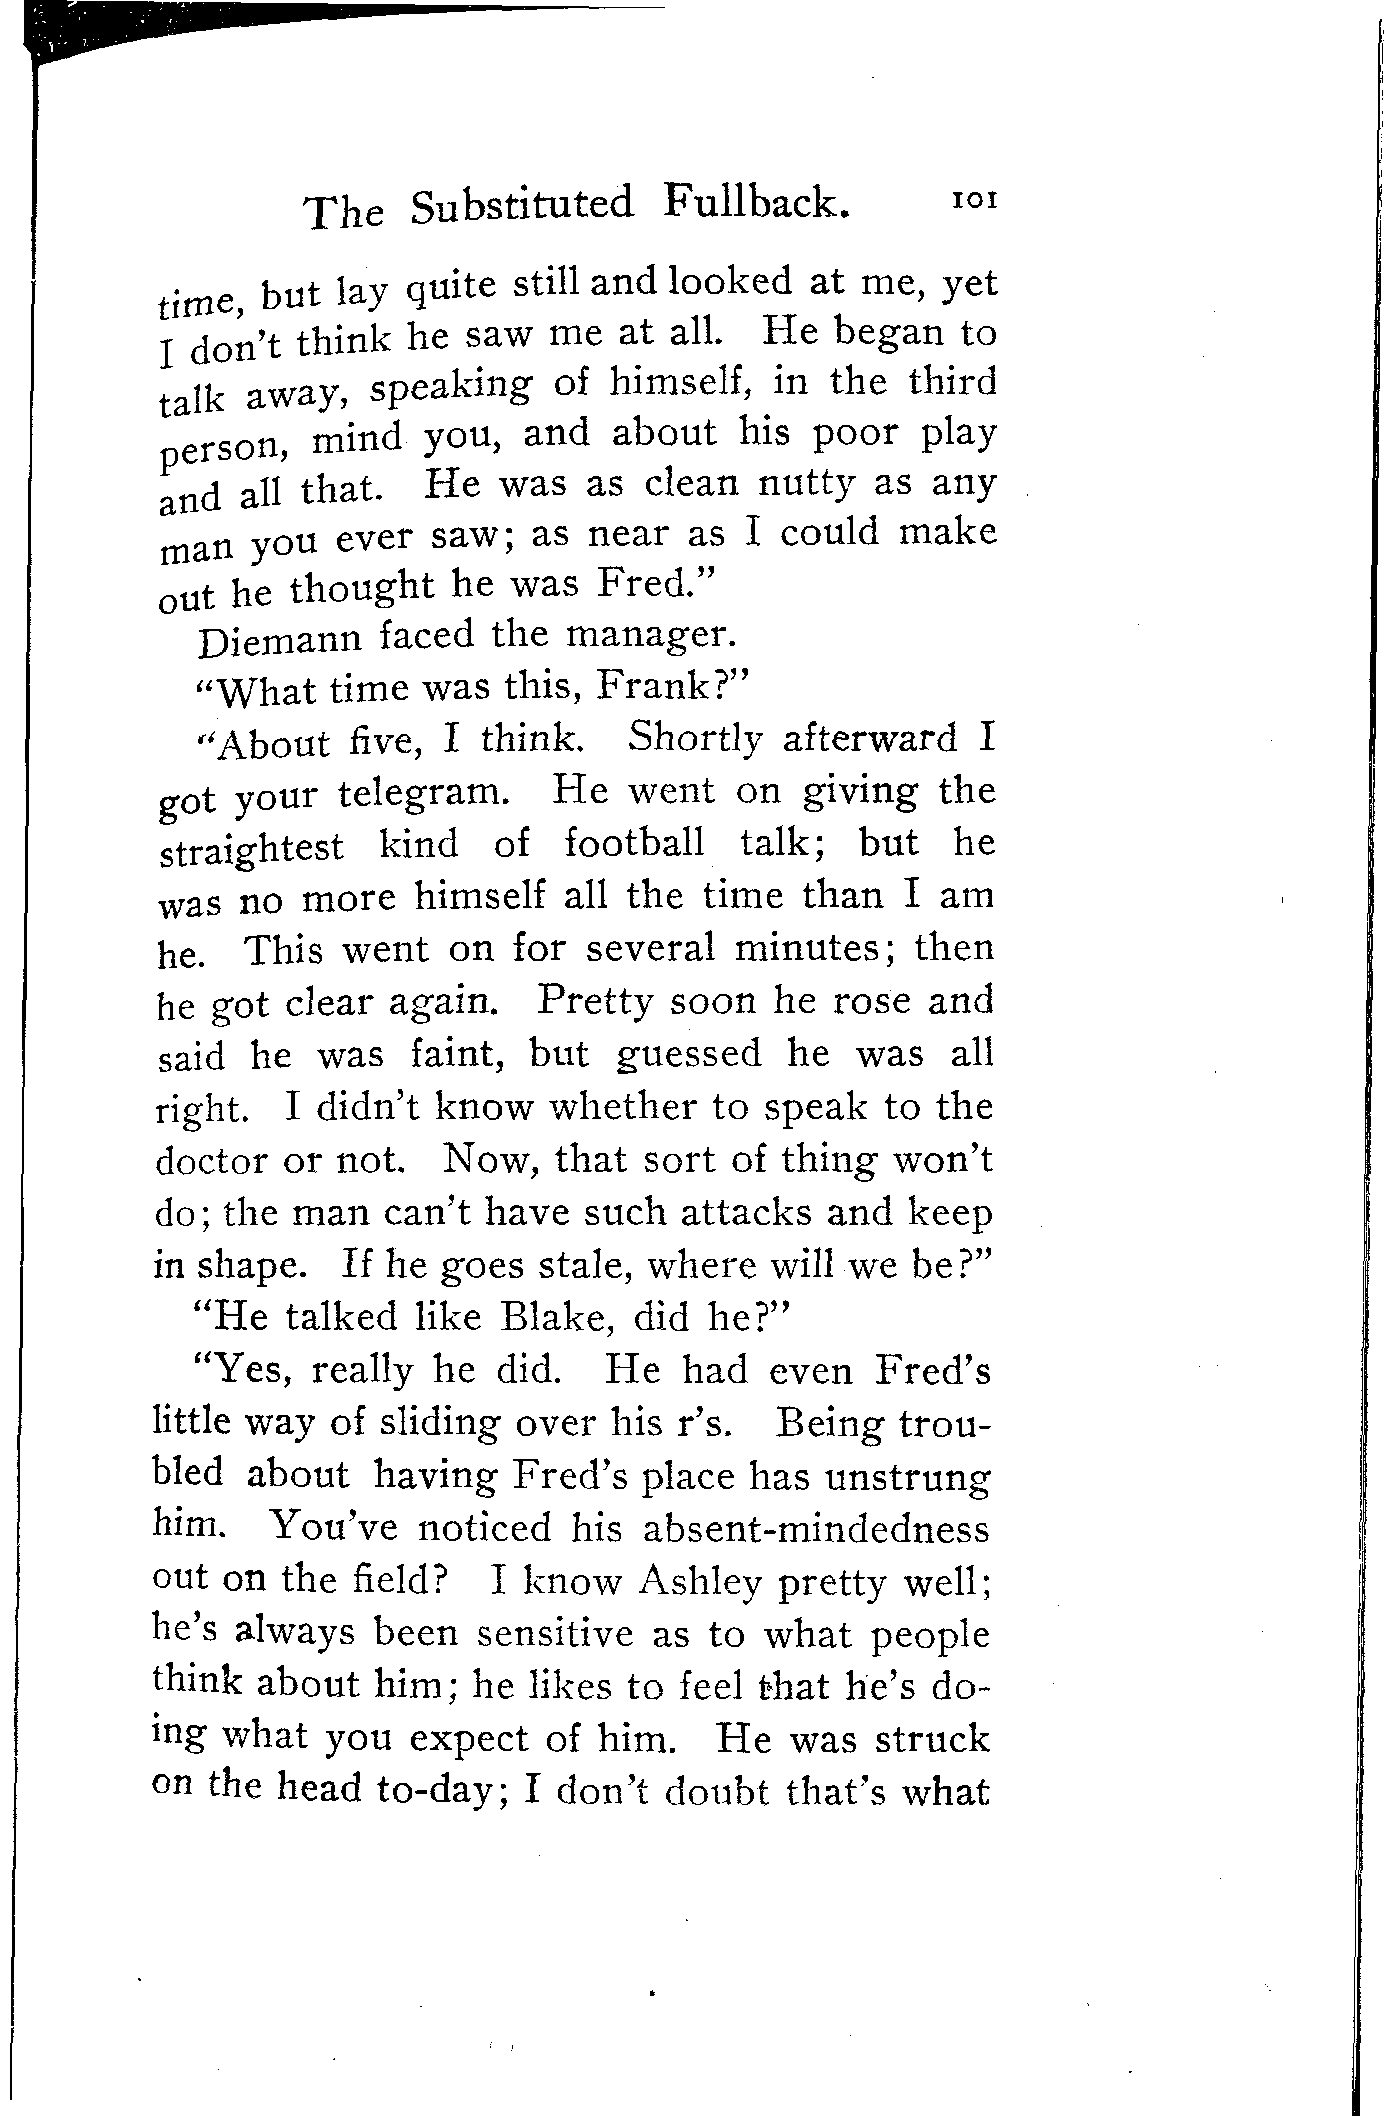 The Substituted Fullback. 101
time, but lay quite still and looked at me, yet
I don't think he saw me at all. He began to
talk away, speaking of himself, in the third
person, mind you, and about his poor play
and all that. He was as clean nutty as any
man you ever saw; as near as I could make
out he thought he was Fred."
Diemann faced the manager.
"What time was this, Frank?"
"About five, I think. Shortly afterward I
got your telegram. He went on giving the
straightest kind of football talk; but he
was no more himself all the time than I am
he. This went on for several minutes; then
he got clear again. Pretty soon he rose and
said he was faint, but guessed he was all
right. I didn't know whether to speak to the
doctor or not. Now, that sort of thing won't
do; the man can't have such attacks and keep
in shape. If he goes stale, where will we be?"
"He talked like Blake, did he?"
"Yes, really he did. He had even Fred's
little way of sliding over his r's. Being trou-
bled about having Fred's place has unstrung
him. You've noticed his absent-mindedness
out on the field? I know Ashley pretty well;
he's always been sensitive as to what people
think about him; he likes to feel that he's do-
ing what you expect of him. He was struck
on the head to-day; I don't doubt that's what